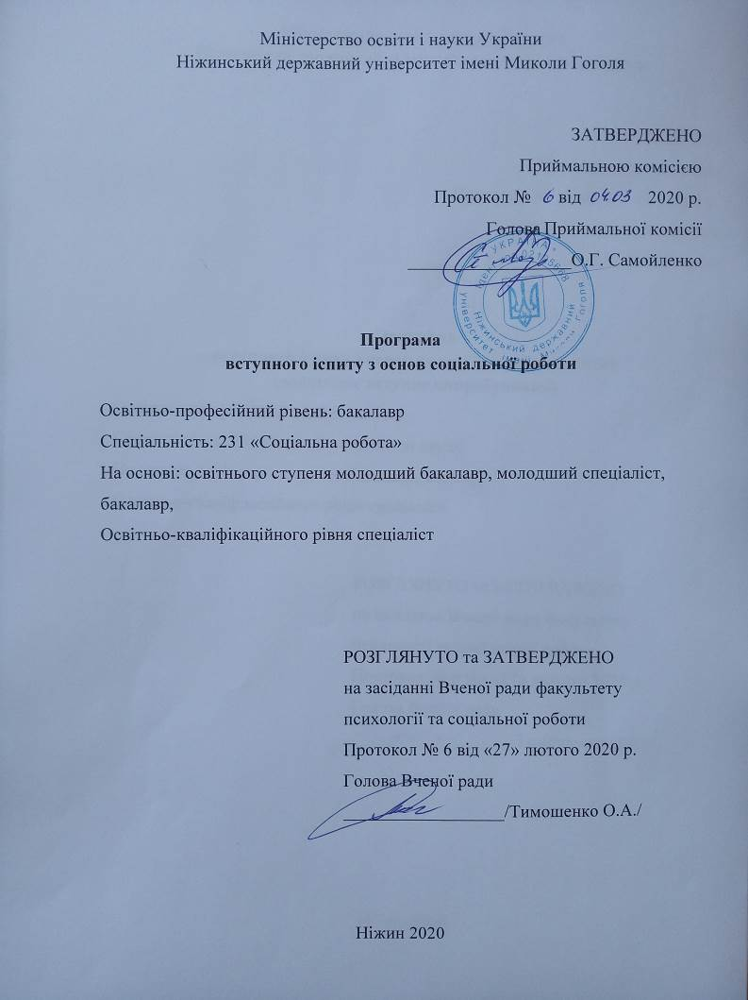 Міністерство освіти і науки України
Ніжинський державний університет імені Миколи Гоголя
ЗАТВЕРДЖЕНО
Приймальною комісією
Протокол № 6 від 04.03 2020 р.
Голова Приймальної комісії
О.Г. Самойленко
УКРАЇНА
Ніжинський державний
університет імені Миколи Гоголя
Програма
вступного іспиту з основ соціальної роботи
Освітньо-професійний рівень: бакалавр
Спеціальність: 231 «Соціальна робота»
На основі: освітнього ступеня молодший бакалавр, молодший спеціаліст,
бакалавр,
Освітньо-кваліфікаційного рівня спеціаліст
РОЗГЛЯНУТО та ЗАТВЕРДЖЕНО
на засіданні Вченої ради факультету
психології та соціальної роботи
Протокол № 6 від «27» лютого 2020 р.
Голова Вченої ради
/Тимошенко О.А./
Ніжин 2020